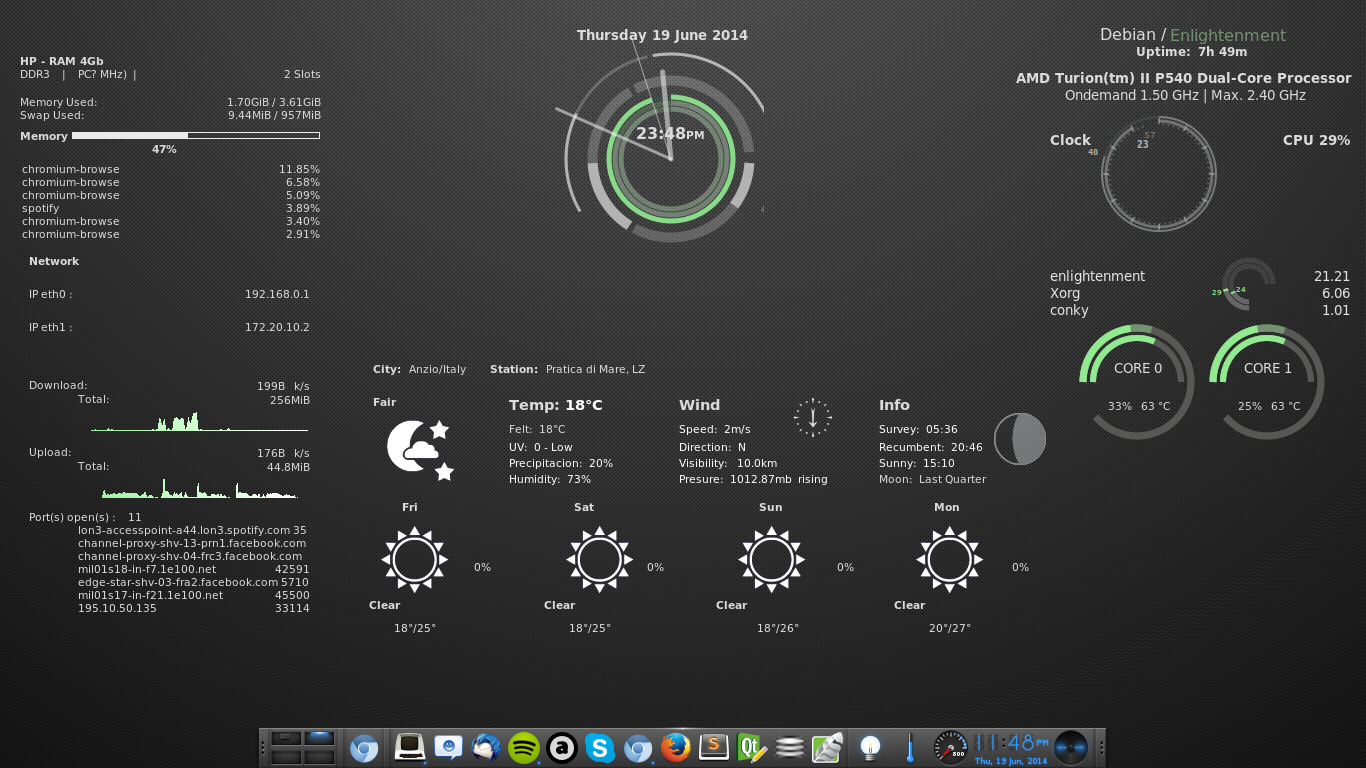 HP - RAM 4Gb
DDR3 | PC? MHz) | 2 Slots
Memory Used: 1.70GiB / 3.61GiB
Swap Used: 9.44MiB / 957MiB
Memory
47%
chromium-browse 11.85%
chromium-browse 6.58%
chromium-browse 5.09%
spotify 3.89%
chromium-browse 3.40%
chromium-browse 2.91%
Network
IP eth0 : 192.168.0.1
IP eth1 : 172.20.10.2
Download: 199B k/s
Total: 256MiB
Upload: 176B k/s
Total: 44.8MiB
Port(s) open(s) : 11
lon3-accesspoint-a44.lon3.spotify.com 35
channel-proxy-shv-13-prn1.facebook.com
channel-proxy-shv-04-frc3.facebook.com
mil01s18-in-f7.1e100.net 42591
edge-star-shv-03-fra2.facebook.com 5710
mil01s17-in-f21.1e100.net 45500
195.10.50.135 33114
Thursday 19 June 2014
23:48PM
Debian / Enlightenment
Uptime: 7h 49m
AMD Turion(tm) II P540 Dual-Core Processor
Ondemand 1.50 GHz | Max. 2.40 GHz
Clock 48 57 23 CPU 29%
enlightenment 21.21
Xorg 6.06
conky 1.01
29 24
CORE 0 CORE 1
33% 63 °C 25% 63 °C
City: Anzio/Italy Station: Pratica di Mare, LZ
Fair
Temp: 18°C
Felt: 18°C
UV: 0 - Low
Precipitacion: 20%
Humidity: 73%
Wind
Speed: 2m/s
Direction: N
Visibility: 10.0km
Presure: 1012.87mb rising
Info
Survey: 05:36
Recumbent: 20:46
Sunny: 15:10
Moon: Last Quarter
Fri Sat Sun Mon
0% 0% 0% 0%
Clear Clear Clear Clear
18°/25° 18°/25° 18°/26° 20°/27°
a S S Qt
800
11:48 PM
Thu, 19 Jun, 2014